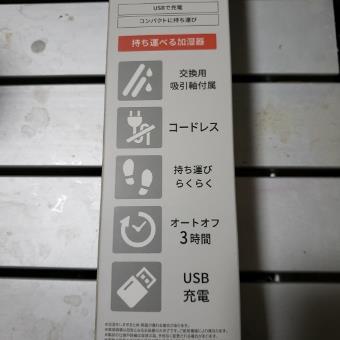 USBで充電
コンパクトに持ち運び
持ち運べる加湿器
交換用
吸引軸付属
コードレス
持ち運び
らくらく
オートオフ
3時間
USB
充電